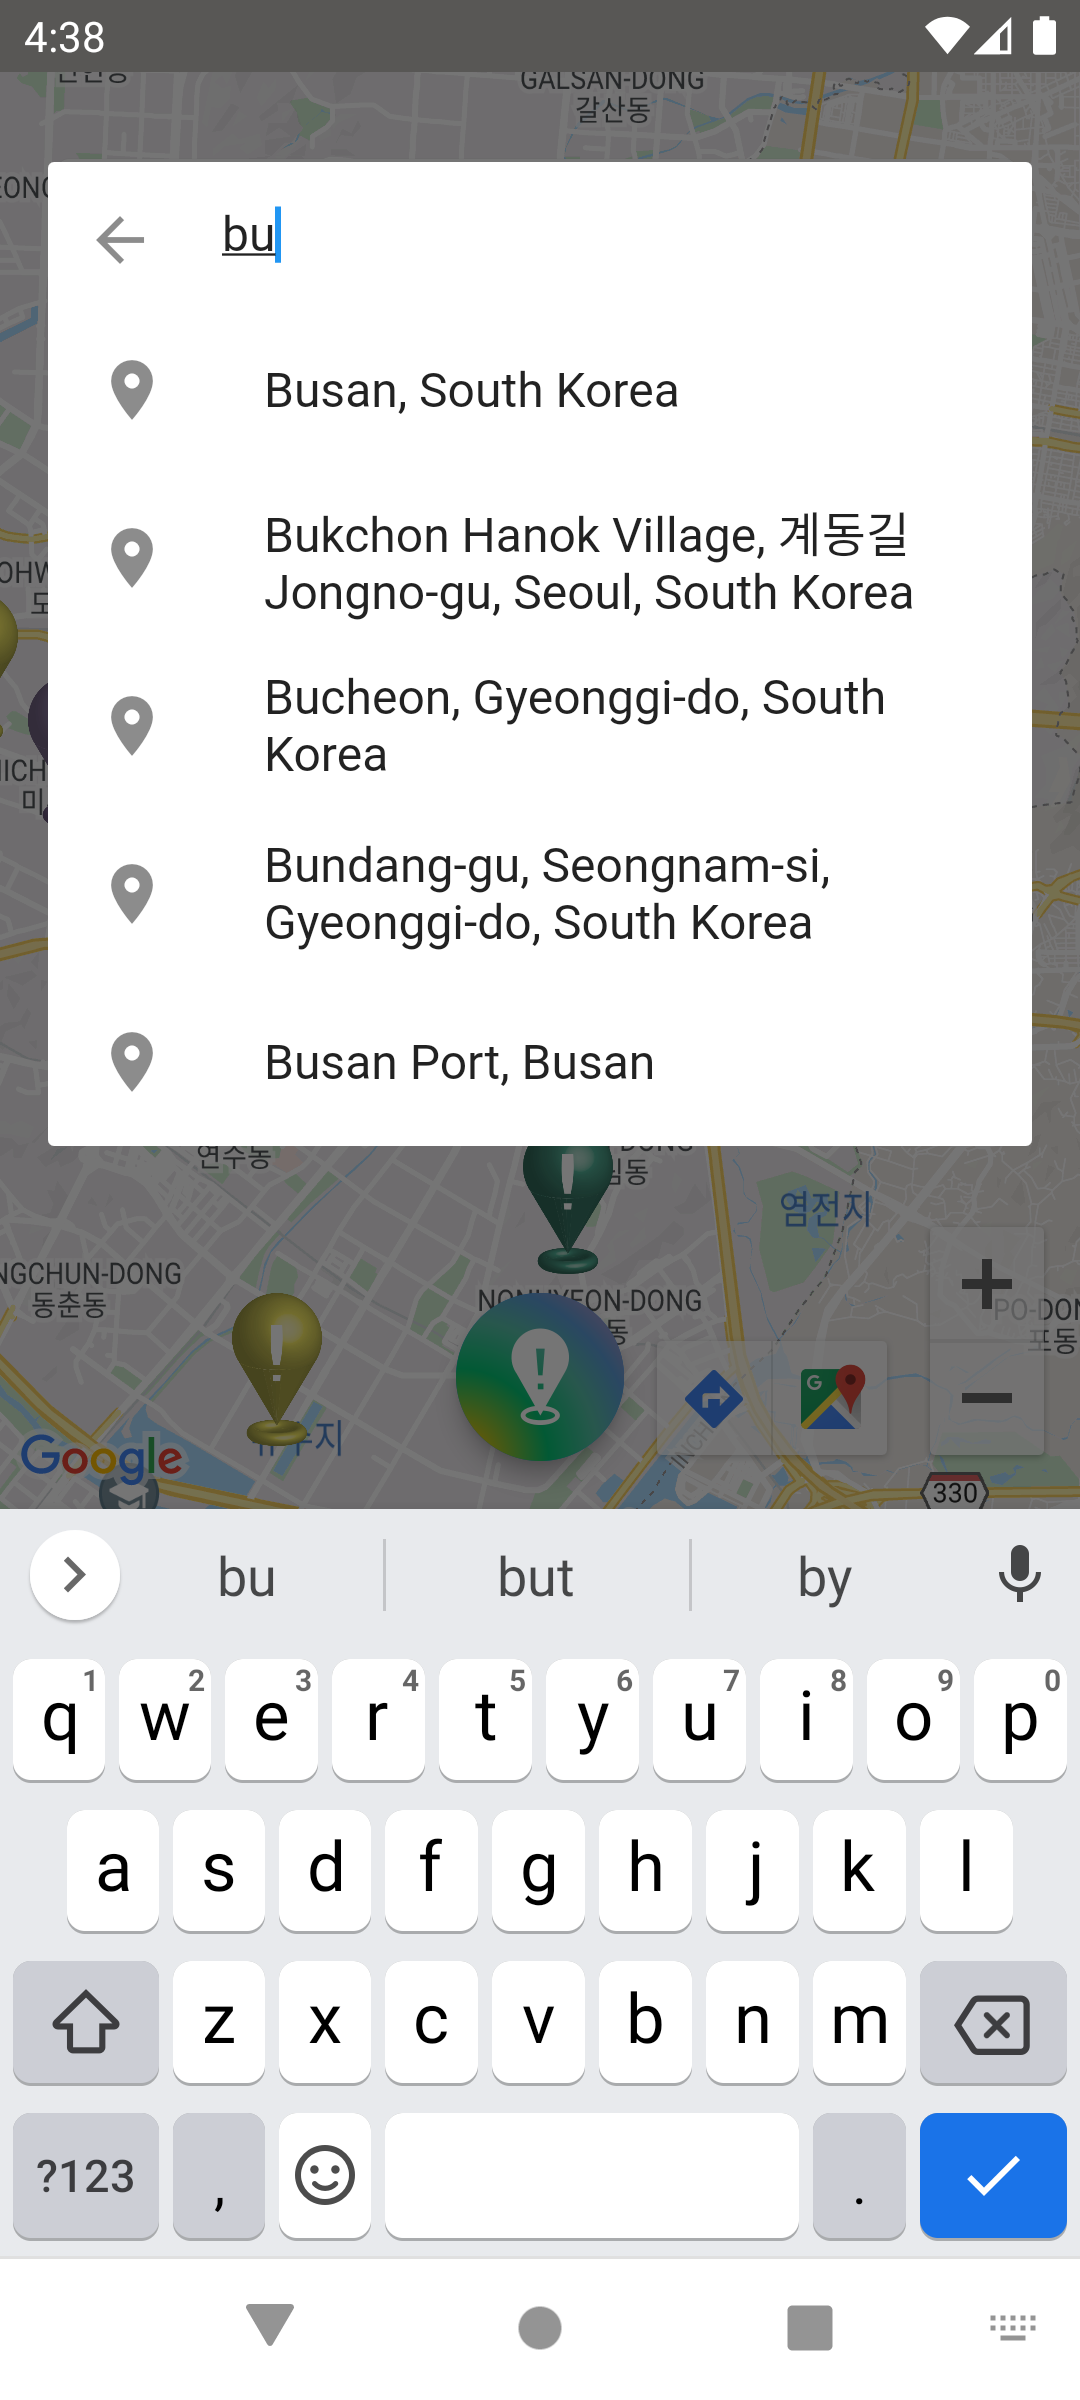 4:38
GALSAN-DONG
갈산동
bu
Busan, South Korea
Bukchon Hanok Village, 계동길
Jongno-gu, Seoul, South Korea
Bucheon, Gyeonggi-do, South
Korea
Bundang-gu, Seongnam-si,
Gyeonggi-do, South Korea
Busan Port, Busan
연수동
염전지
NGCHUN-DONG
동춘동
NONHYEON-DONG
PO-DON
포동
Google
330
bu but by
q1 w2 e3 r4 t5 y6 u7 i8 o9 p0
a s d f g h j k l
z x c v b n m
?123 , .